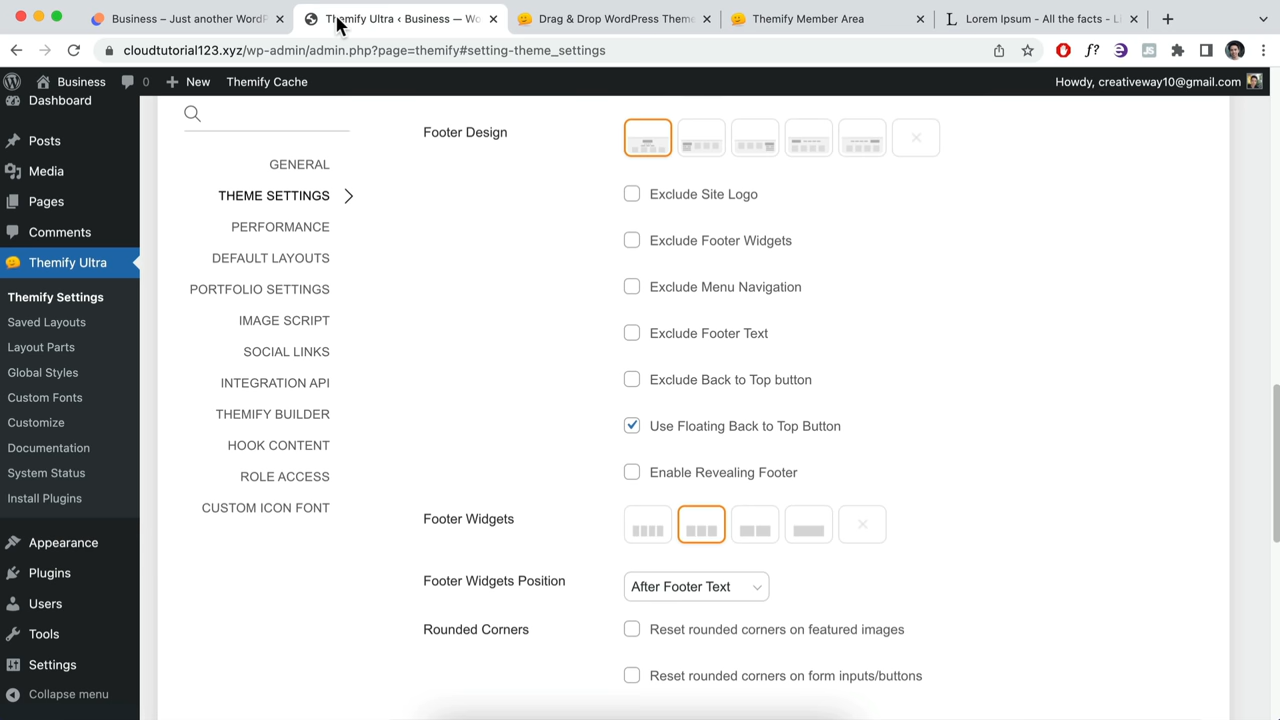 Business – Just another WordP
Themify Ultra ‹ Business — Wo
Drag & Drop WordPress Theme
Themify Member Area
Lorem Ipsum - All the facts - Li
cloudtutorial123.xyz/wp-admin/admin.php?page=themify#setting-theme_settings
Business
0
New
Themify Cache
Howdy, creativeway10@gmail.com
Dashboard
Posts
Media
Pages
Comments
Themify Ultra
Themify Settings
Saved Layouts
Layout Parts
Global Styles
Custom Fonts
Customize
Documentation
System Status
Install Plugins
Appearance
Plugins
Users
Tools
Settings
Collapse menu
GENERAL
THEME SETTINGS
PERFORMANCE
DEFAULT LAYOUTS
PORTFOLIO SETTINGS
IMAGE SCRIPT
SOCIAL LINKS
INTEGRATION API
THEMIFY BUILDER
HOOK CONTENT
ROLE ACCESS
CUSTOM ICON FONT
Footer Design
Exclude Site Logo
Exclude Footer Widgets
Exclude Menu Navigation
Exclude Footer Text
Exclude Back to Top button
Use Floating Back to Top Button
Enable Revealing Footer
Footer Widgets
Footer Widgets Position
After Footer Text
Rounded Corners
Reset rounded corners on featured images
Reset rounded corners on form inputs/buttons